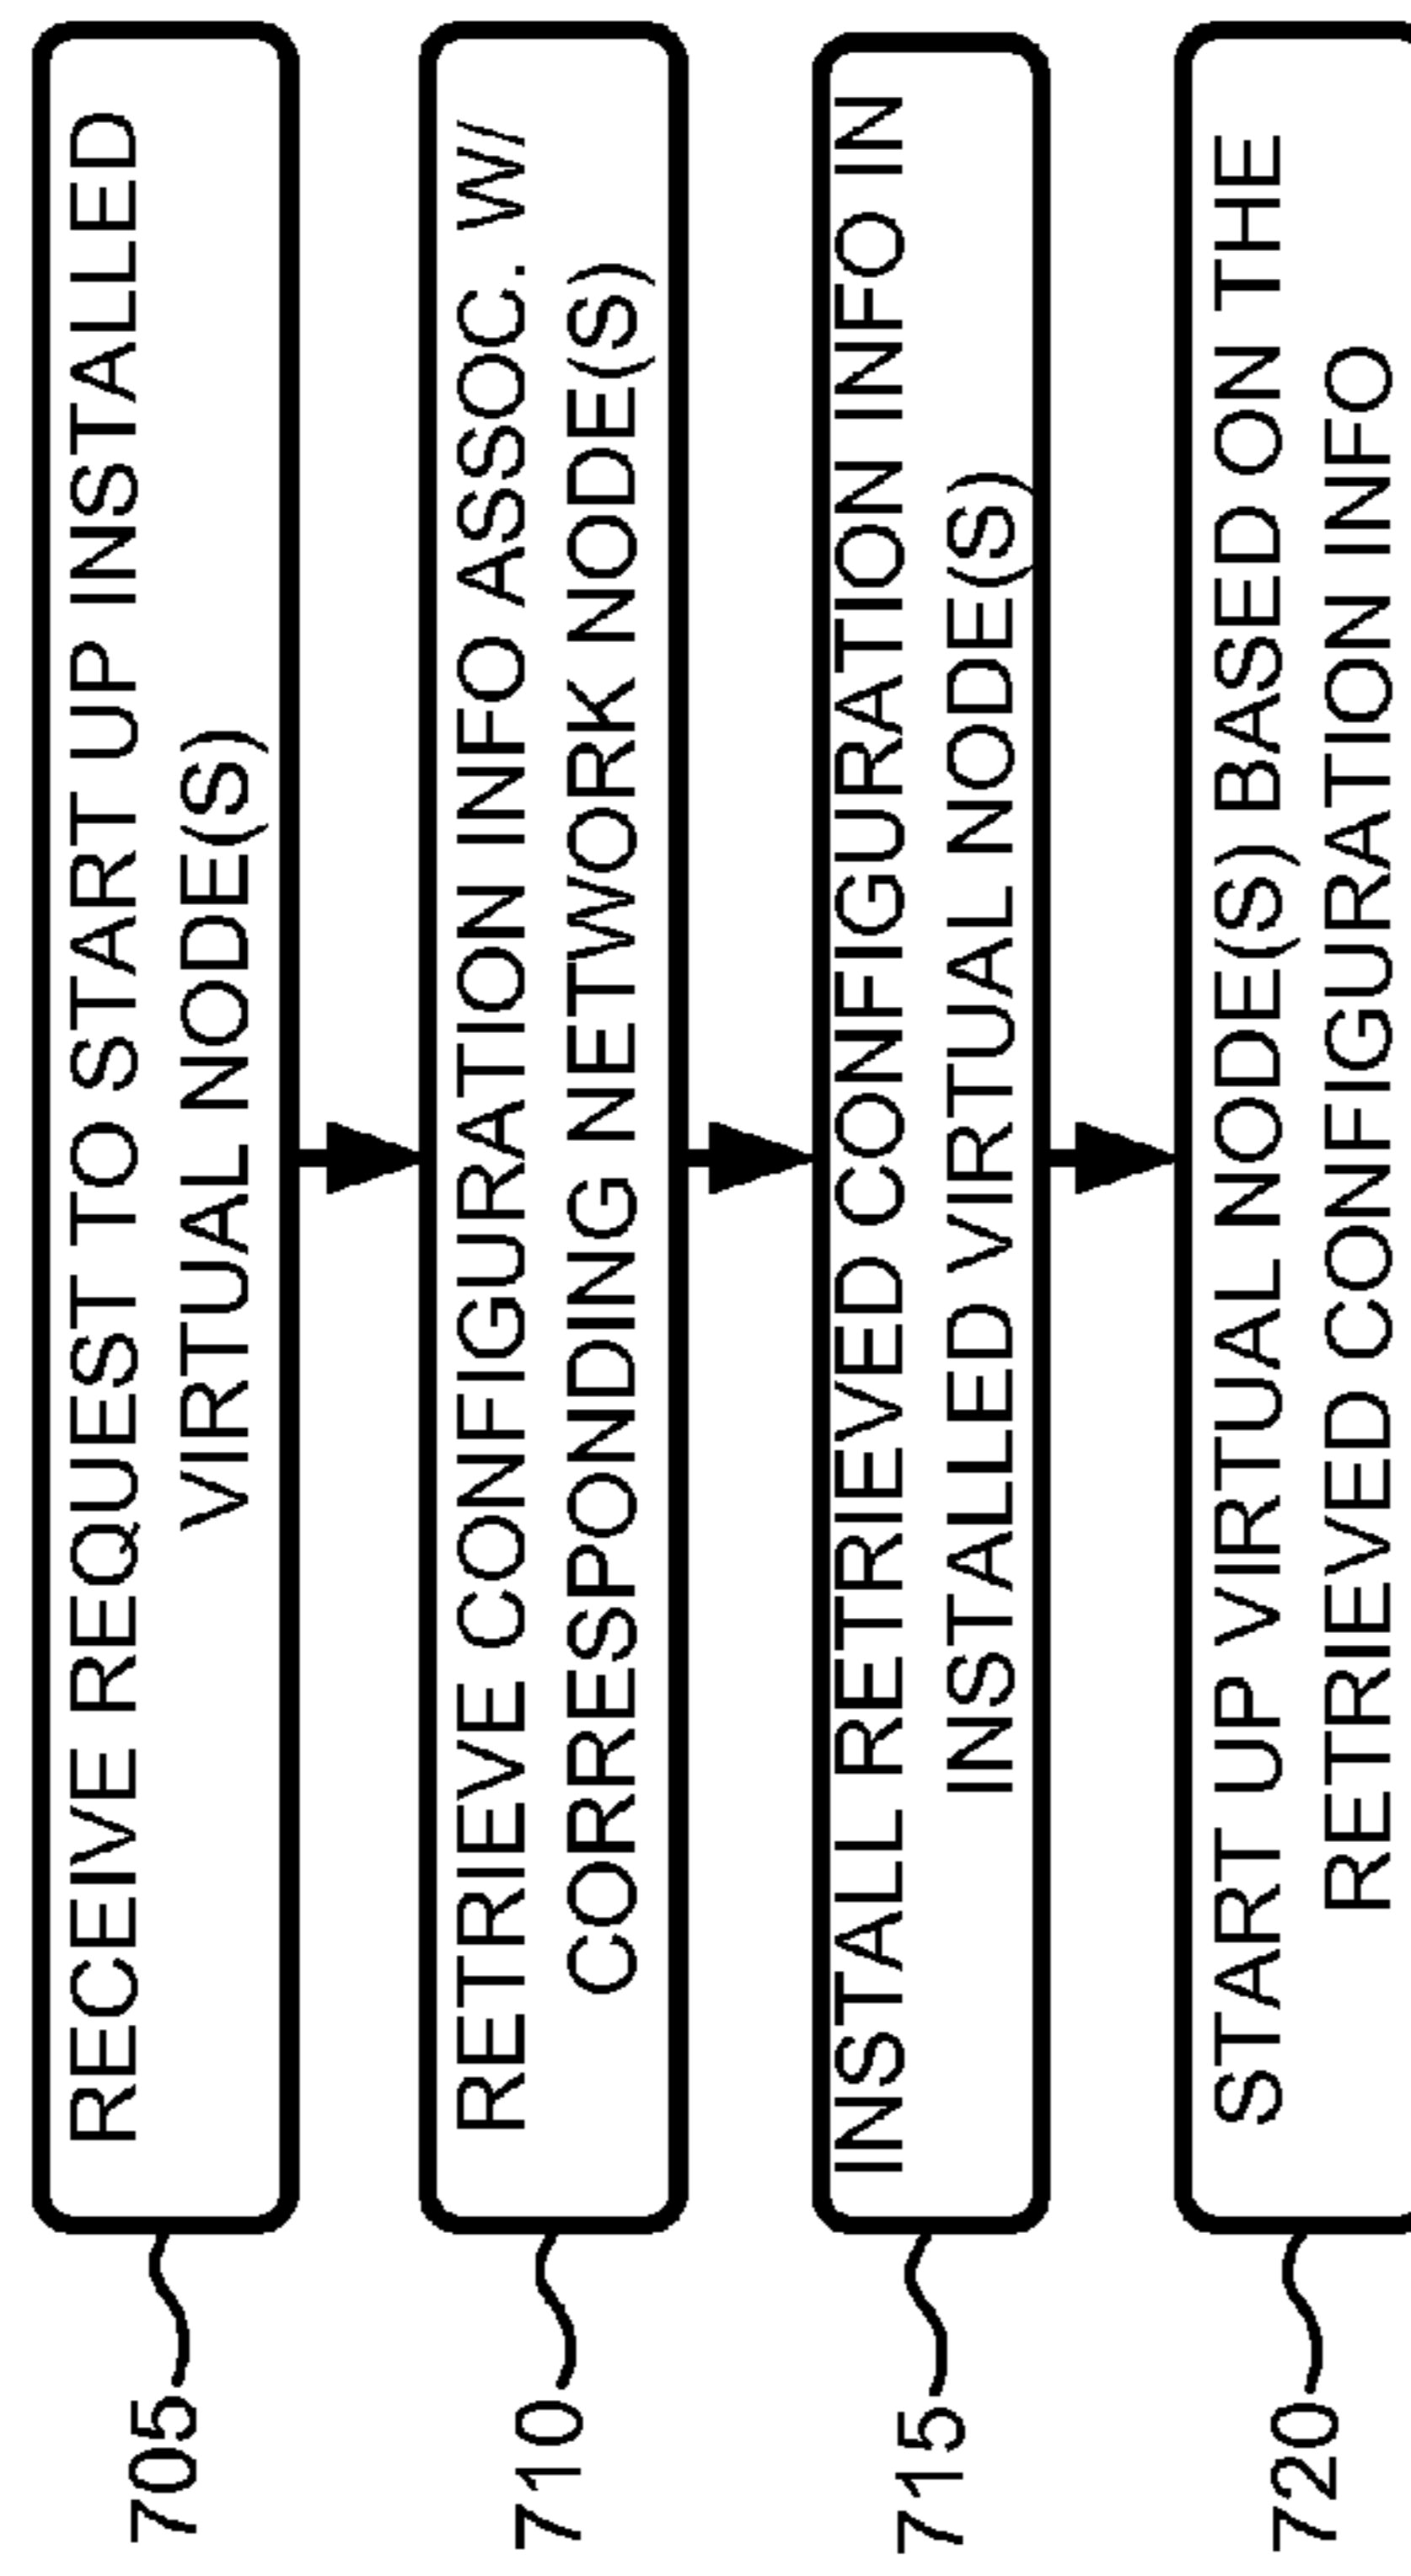 705
RECEIVE REQUEST TO START UP INSTALLED
VIRTUAL NODE(S)
710
RETRIEVE CONFIGURATION INFO ASSOC. W/
CORRESPONDING NETWORK NODE(S)
715
INSTALL RETRIEVED CONFIGURATION INFO IN
INSTALLED VIRTUAL NODE(S)
720
START UP VIRTUAL NODE(S) BASED ON THE
RETRIEVED CONFIGURATION INFO